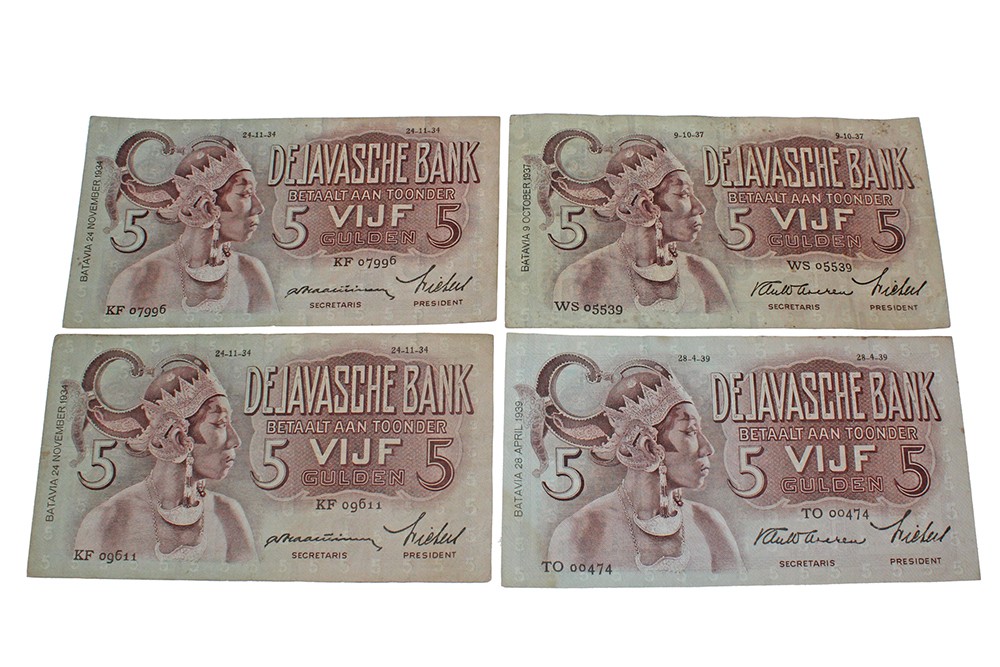 24-11-34 24-11-34
BATAVIA 24 NOVEMBER 1934
DE JAVASCHE BANK
BETAALT AAN TOONDER
5 5 VIJF 5
GULDEN
KF 07996
KF 07996
SECRETARIS PRESIDENT
9-10-37 9-10-37
BATAVIA 9 OCTOBER 1937
DE JAVASCHE BANK
BETAALT AAN TOONDER
5 5 VIJF 5
GULDEN
WS 05539
WS 05539
SECRETARIS PRESIDENT
24-11-34 24-11-34
BATAVIA 24 NOVEMBER 1934
DE JAVASCHE BANK
BETAALT AAN TOONDER
5 5 VIJF 5
GULDEN
KF 09611
KF 09611
SECRETARIS PRESIDENT
28-4-39 28-4-39
BATAVIA 28 APRIL 1939
DE JAVASCHE BANK
BETAALT AAN TOONDER
5 5 VIJF 5
GULDEN
TO 00474
TO 00474
SECRETARIS PRESIDENT